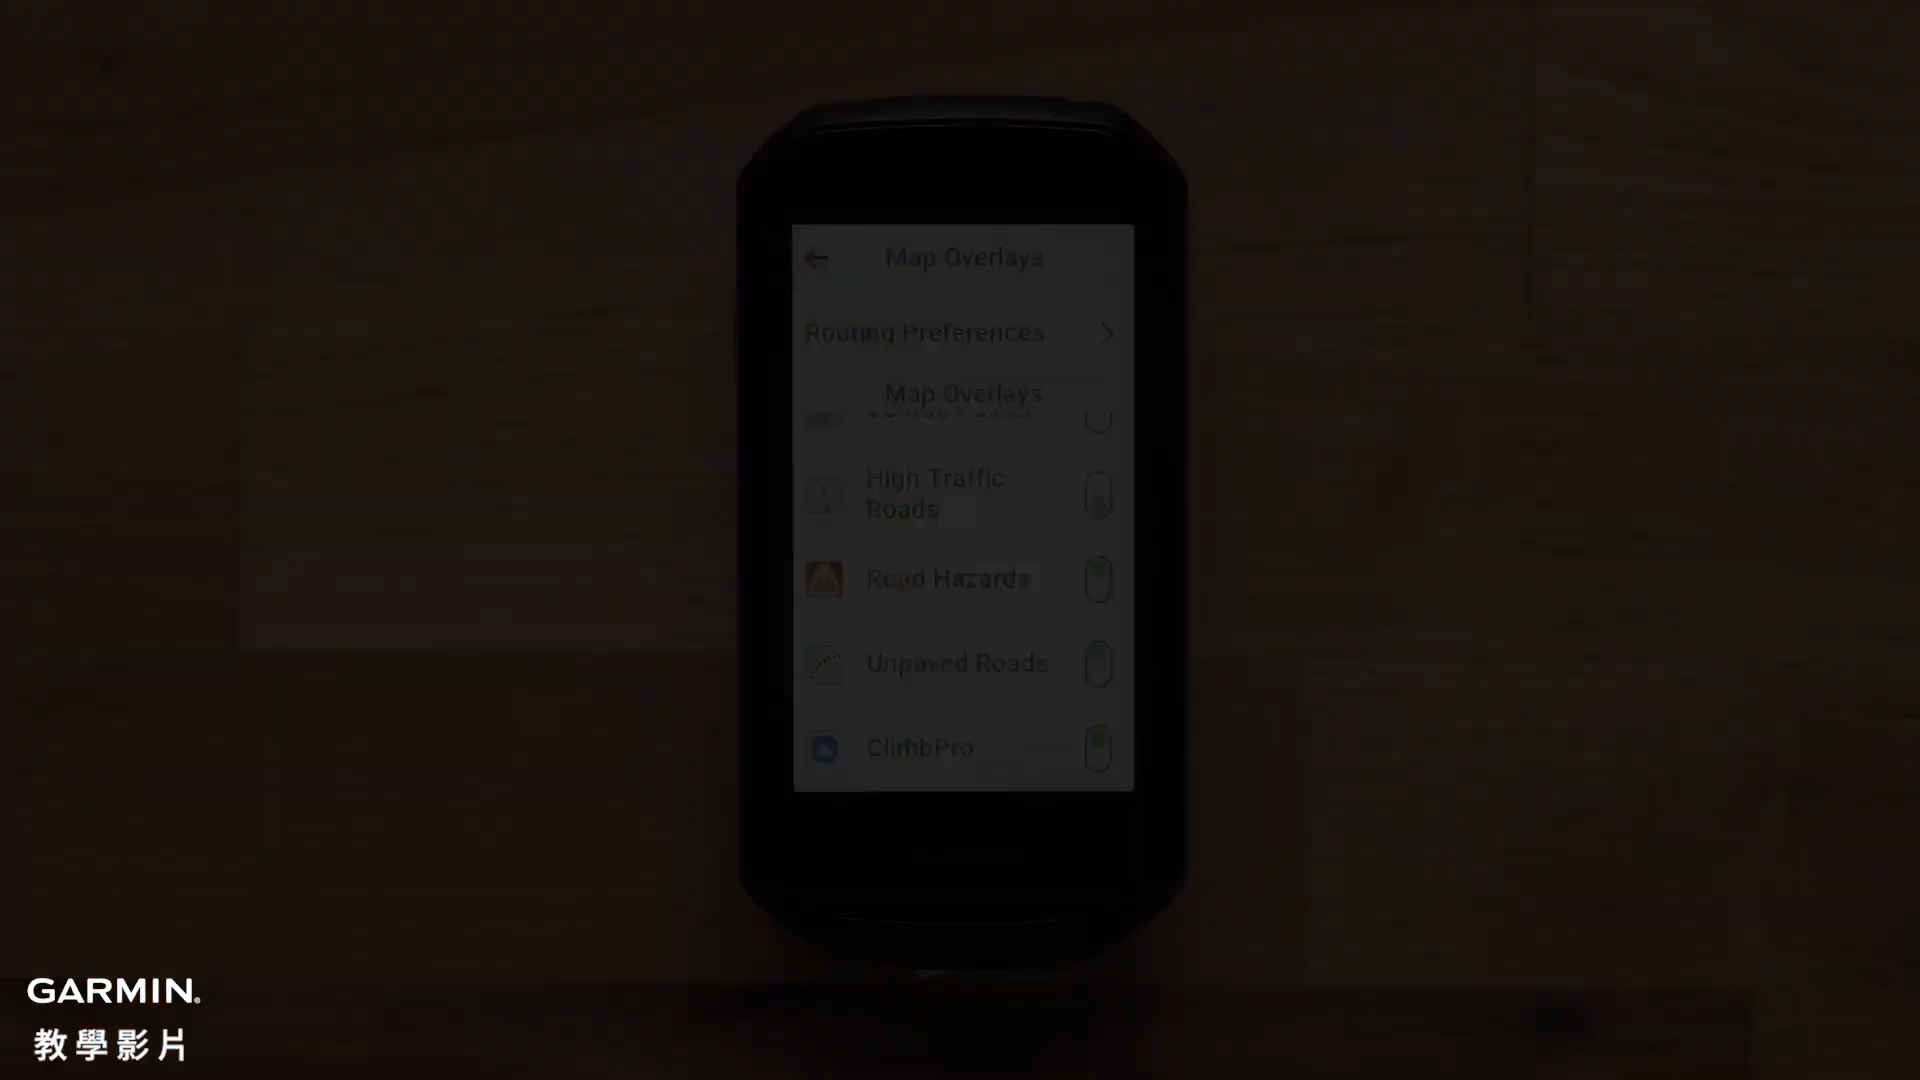 Map Overlays
Routing Preferences
Map Overlays
High Traffic
Roads
Road Hazards
Unpaved Roads
ClimbPro
GARMIN®
教學影片